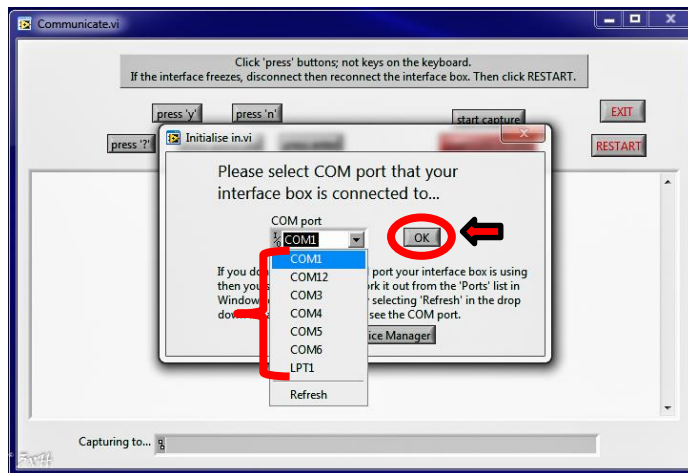 Communicate.vi
Click 'press' buttons; not keys on the keyboard.
If the interface freezes, disconnect then reconnect the interface box. Then click RESTART.
press 'y'
press 'n'
start capture
EXIT
press '?'
RESTART
Initialise in.vi
Please select COM port that your
interface box is connected to...
COM port
COM1
OK
COM1
COM12
COM3
COM4
COM5
COM6
LPT1
Refresh
If you do port your interface box is using
then you rk it out from the 'Ports' list in
Window selecting 'Refresh' in the drop
dow see the COM port.
ice Manager
Capturing to...